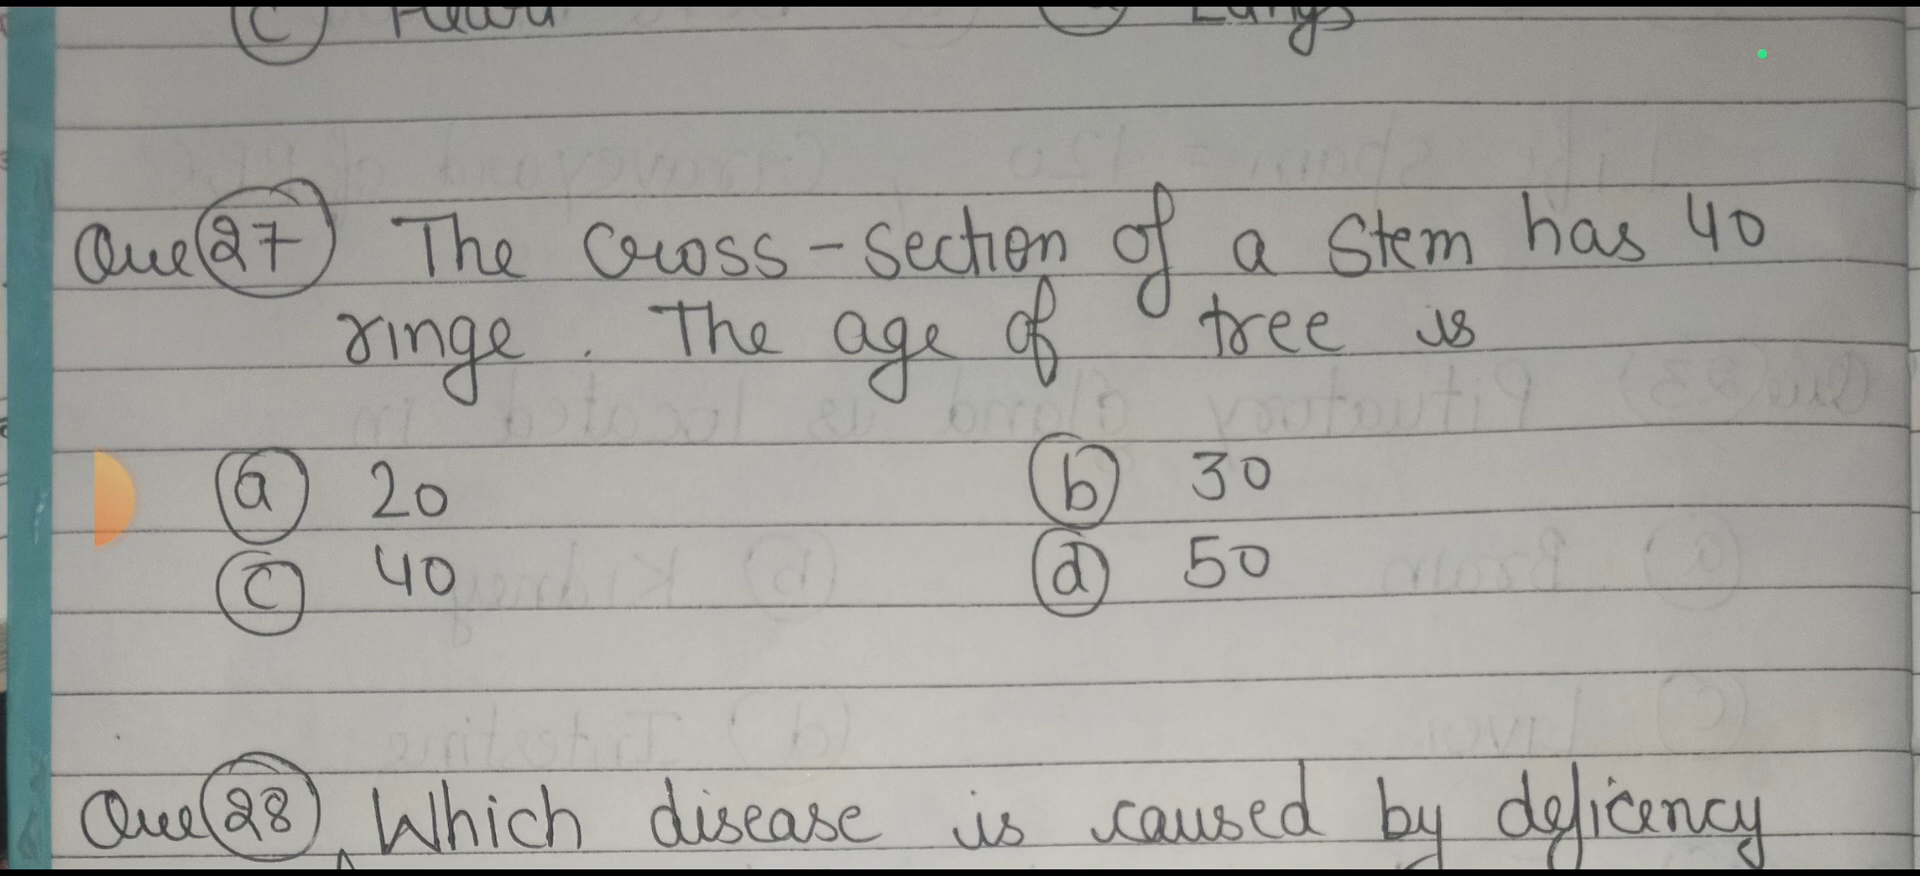 Que 27 The Cross-Section of a Stem has 40
ringe. The age of tree is
a 20 b 30
c 40 d 50
Que 28 Which disease is caused by deficency